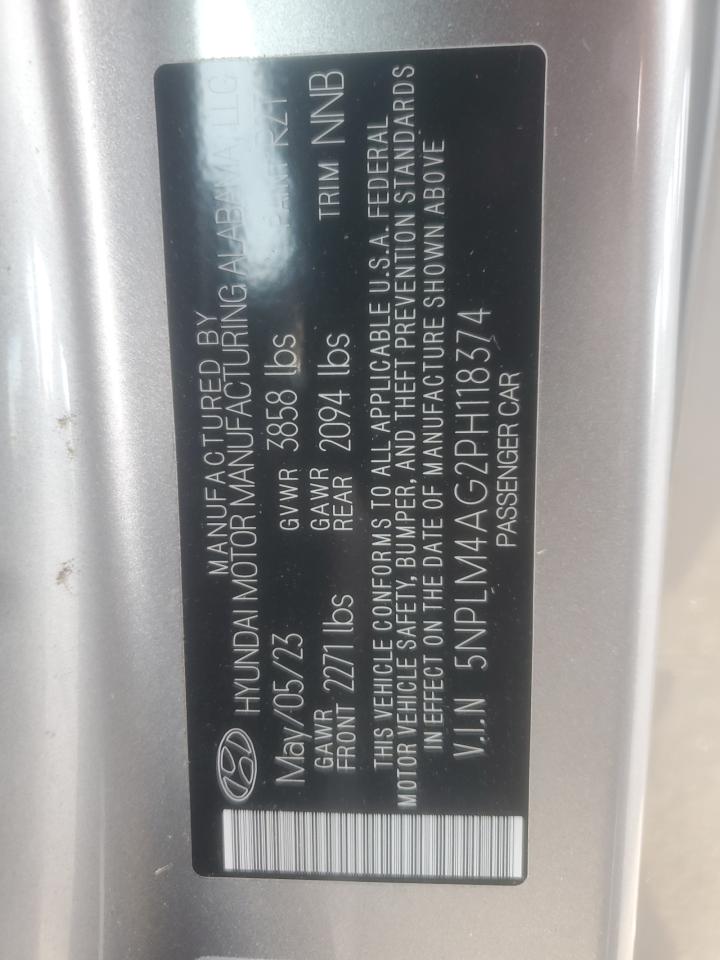 MANUFACTURED BY
HYUNDAI MOTOR MANUFACTURING ALABAMA, LLC
May/05/23 GVWR 3858 lbs PAINT R2T
GAWR FRONT 2271 lbs GAWR REAR 2094 lbs TRIM NNB
THIS VEHICLE CONFORMS TO ALL APPLICABLE U.S.A. FEDERAL
MOTOR VEHICLE SAFETY, BUMPER, AND THEFT PREVENTION STANDARDS
IN EFFECT ON THE DATE OF MANUFACTURE SHOWN ABOVE
V.I.N 5NPLM4AG2PH118374
PASSENGER CAR